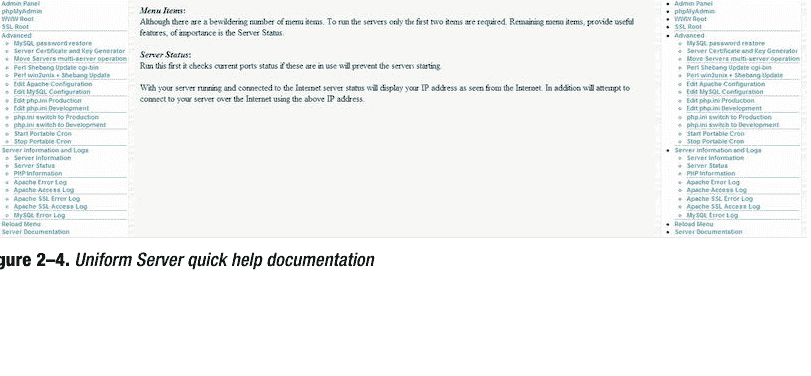 Admin Panel
phpMyAdmin
WWW Root
SSL Root
Advanced
MySQL password restore
Server Certificate and Key Generator
Move Servers multi-server operation
Perl Shebang Update cgi-bin
Perl win2unix + Shebang Update
Edit Apache Configuration
Edit MySQL Configuration
Edit php.ini Production
Edit php.ini Development
php.ini switch to Production
php.ini switch to Development
Start Portable Cron
Stop Portable Cron
Server Information and Logs
Server Information
Server Status
PHP Information
Apache Error Log
Apache Access Log
Apache SSL Error Log
Apache SSL Access Log
MySQL Error Log
Reload Menu
Server Documentation
Menu Items:
Although there are a bewildering number of menu items. To run the servers only the first two items are required. Remaining menu items, provide useful
features, of importance is the Server Status.
Server Status:
Run this first it checks current ports status if these are in use will prevent the servers starting.
With your server running and connected to the Internet server status will display your IP address as seen from the Internet. In addition will attempt to
connect to your server over the Internet using the above IP address.
Admin Panel
phpMyAdmin
WWW Root
SSL Root
Advanced
MySQL password restore
Server Certificate and Key Generator
Move Servers multi-server operation
Perl Shebang Update cgi-bin
Perl win2unix + Shebang Update
Edit Apache Configuration
Edit MySQL Configuration
Edit php.ini Production
Edit php.ini Development
php.ini switch to Production
php.ini switch to Development
Start Portable Cron
Stop Portable Cron
Server Information and Logs
Server Information
Server Status
PHP Information
Apache Error Log
Apache Access Log
Apache SSL Error Log
Apache SSL Access Log
MySQL Error Log
Reload Menu
Server Documentation
gure 2–4. Uniform Server quick help documentation